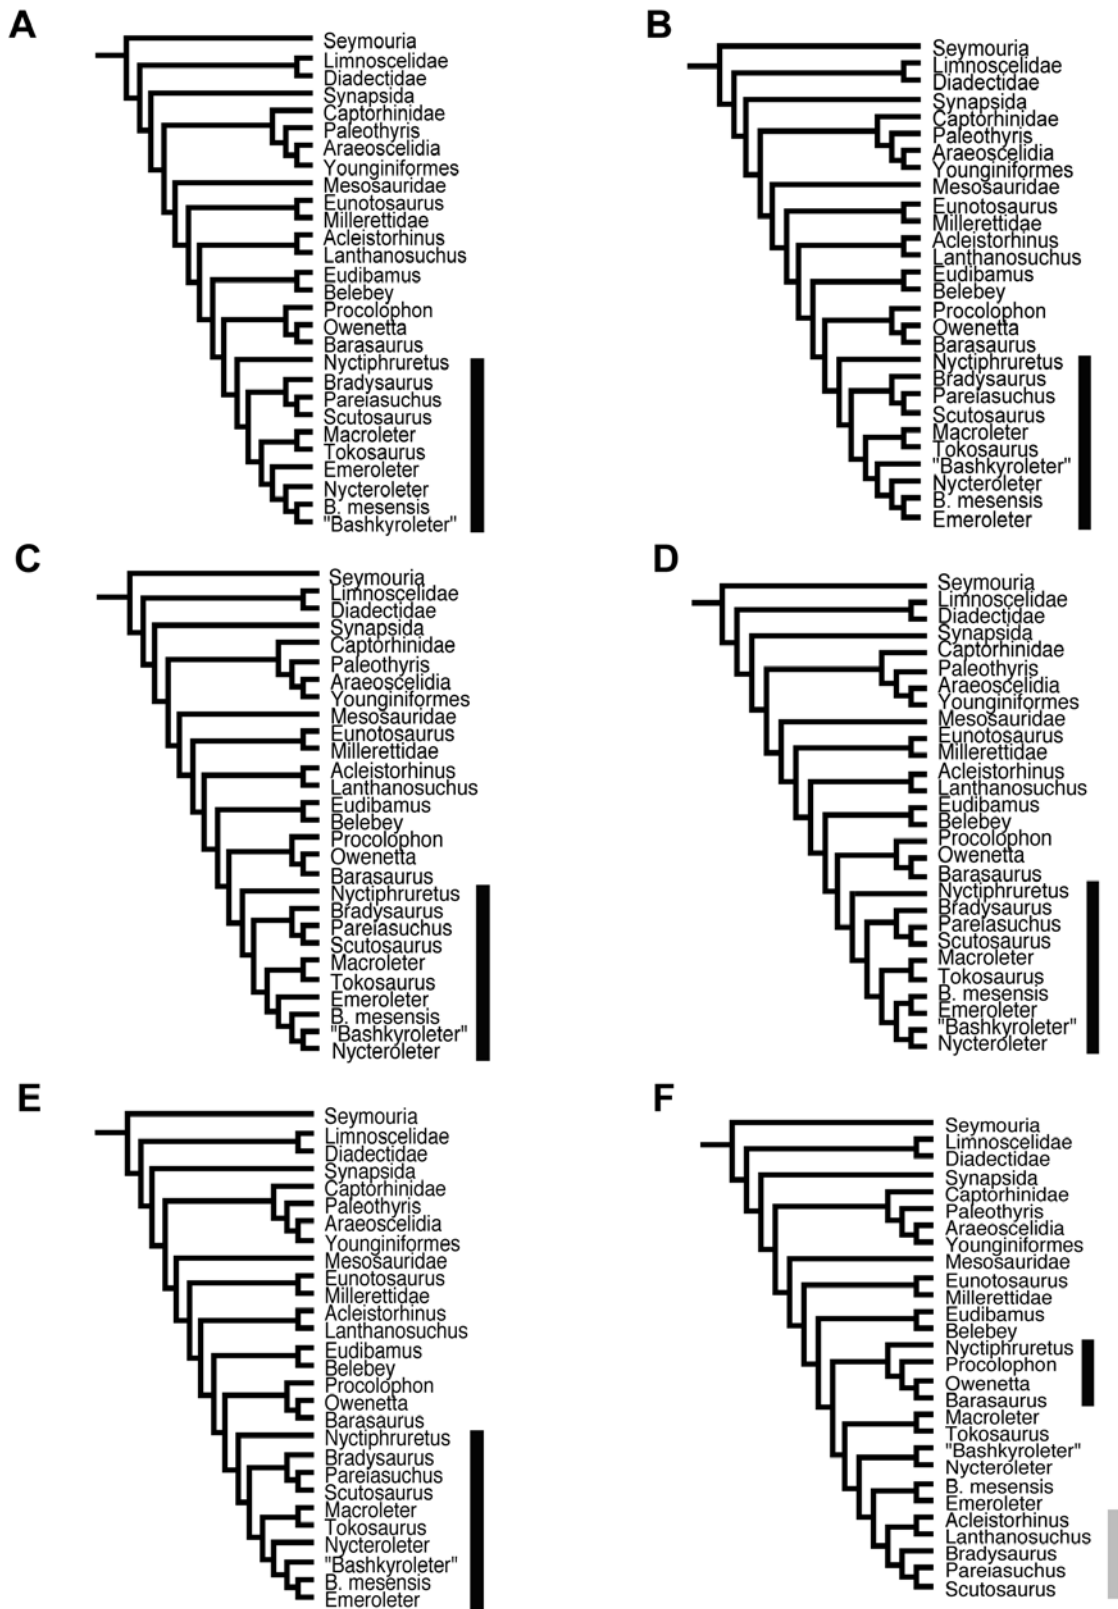 A
Seymouria
Limnoscelidae
Diadectidae
Synapsida
Captorhinidae
Paleothyris
Araeoscelidia
Younginiformes
Mesosauridae
Eunotosaurus
Millerettidae
Acleistorhinus
Lanthanosuchus
Eudibamus
Belebey
Procolophon
Owenetta
Barasaurus
Nyctiphruretus
Bradysaurus
Pareiasuchus
Scutosaurus
Macroleter
Tokosaurus
Emeroleter
Nycteroleter
B. mesensis
"Bashkyroleter"
B
Seymouria
Limnoscelidae
Diadectidae
Synapsida
Captorhinidae
Paleothyris
Araeoscelidia
Younginiformes
Mesosauridae
Eunotosaurus
Millerettidae
Acleistorhinus
Lanthanosuchus
Eudibamus
Belebey
Procolophon
Owenetta
Barasaurus
Nyctiphruretus
Bradysaurus
Pareiasuchus
Scutosaurus
Macroleter
Tokosaurus
"Bashkyroleter"
Nycteroleter
B. mesensis
Emeroleter
C
Seymouria
Limnoscelidae
Diadectidae
Synapsida
Captorhinidae
Paleothyris
Araeoscelidia
Younginiformes
Mesosauridae
Eunotosaurus
Millerettidae
Acleistorhinus
Lanthanosuchus
Eudibamus
Belebey
Procolophon
Owenetta
Barasaurus
Nyctiphruretus
Bradysaurus
Pareiasuchus
Scutosaurus
Macroleter
Tokosaurus
Emeroleter
B. mesensis
"Bashkyroleter"
Nycteroleter
D
Seymouria
Limnoscelidae
Diadectidae
Synapsida
Captorhinidae
Paleothyris
Araeoscelidia
Younginiformes
Mesosauridae
Eunotosaurus
Millerettidae
Acleistorhinus
Lanthanosuchus
Eudibamus
Belebey
Procolophon
Owenetta
Barasaurus
Nyctiphruretus
Bradysaurus
Pareiasuchus
Scutosaurus
Macroleter
Tokosaurus
B. mesensis
Emeroleter
"Bashkyroleter"
Nycteroleter
E
Seymouria
Limnoscelidae
Diadectidae
Synapsida
Captorhinidae
Paleothyris
Araeoscelidia
Younginiformes
Mesosauridae
Eunotosaurus
Millerettidae
Acleistorhinus
Lanthanosuchus
Eudibamus
Belebey
Procolophon
Owenetta
Barasaurus
Nyctiphruretus
Bradysaurus
Pareiasuchus
Scutosaurus
Macroleter
Tokosaurus
Nycteroleter
"Bashkyroleter"
B. mesensis
Emeroleter
F
Seymouria
Limnoscelidae
Diadectidae
Synapsida
Captorhinidae
Paleothyris
Araeoscelidia
Younginiformes
Mesosauridae
Eunotosaurus
Millerettidae
Eudibamus
Belebey
Nyctiphruretus
Procolophon
Owenetta
Barasaurus
Macroleter
Tokosaurus
"Bashkyroleter"
Nycteroleter
B. mesensis
Emeroleter
Acleistorhinus
Lanthanosuchus
Bradysaurus
Pareiasuchus
Scutosaurus